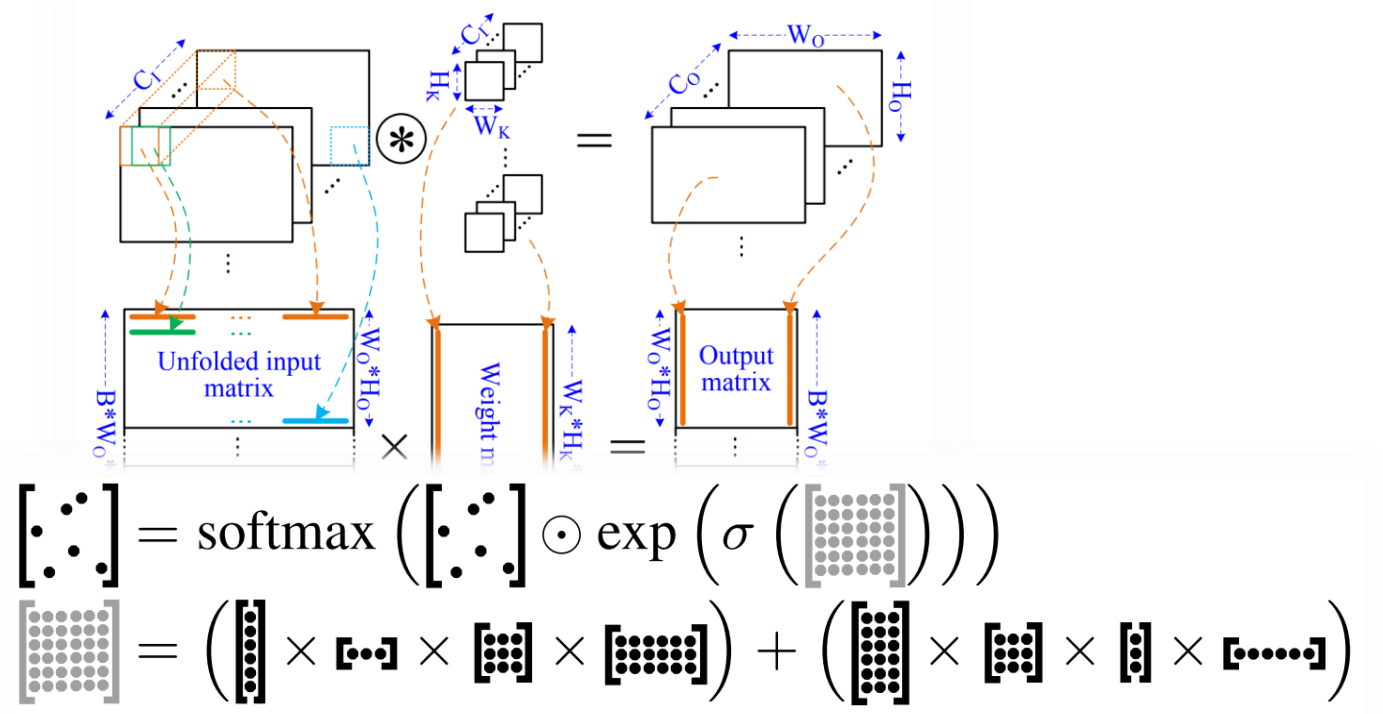 C_I
H_K
C_I
W_K
⊛
=
C_O
W_O
H_O
B*W_O*
Unfolded input
matrix
W_O*H_O
×
Weight
W_K*H_K
=
W_O*H_O
Output
matrix
B*W_O*
= softmax ( ⊙ exp ( σ ( ) ) )
= ( × × × ) + ( × × × )